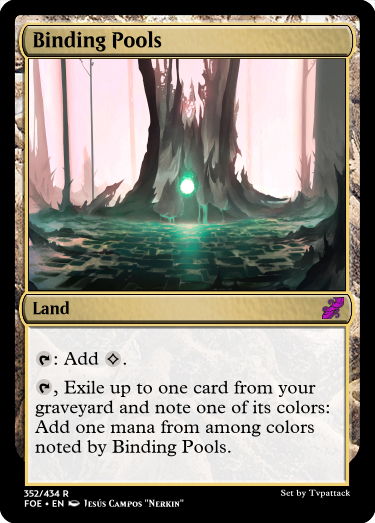 Binding Pools
Land
: Add .
, Exile up to one card from your
graveyard and note one of its colors:
Add one mana from among colors
noted by Binding Pools.
352/434 R
Set by Tvpattack
FOE • EN Jesús Campos "Nerkin"